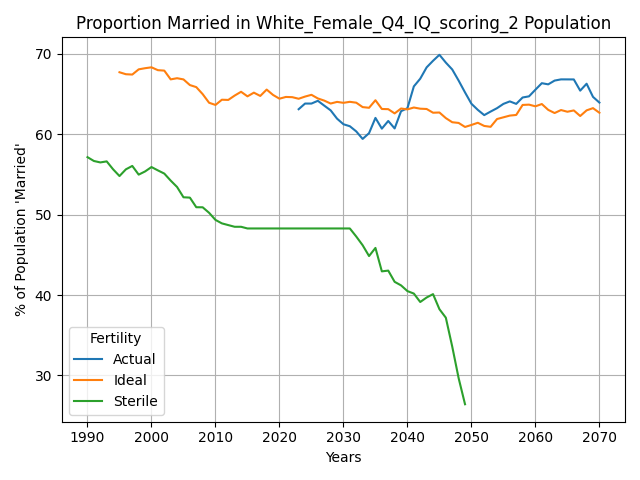 Proportion Married in White_Female_Q4_IQ_scoring_2 Population
% of Population 'Married'
70
60
50
40
30
Fertility
Actual
Ideal
Sterile
1990 2000 2010 2020 2030 2040 2050 2060 2070
Years